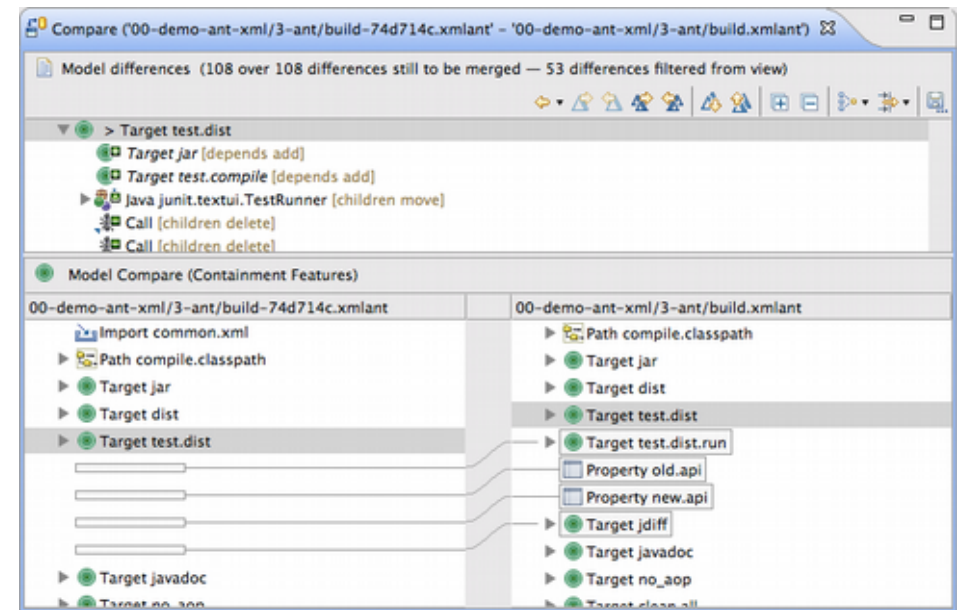 Compare ('00-demo-ant-xml/3-ant/build-74d714c.xmlant' - '00-demo-ant-xml/3-ant/build.xmlant')
Model differences (108 over 108 differences still to be merged — 53 differences filtered from view)
> Target test.dist
Target jar [depends add]
Target test.compile [depends add]
Java junit.textui.TestRunner [children move]
Call [children delete]
Call [children delete]
Model Compare (Containment Features)
00-demo-ant-xml/3-ant/build-74d714c.xmlant
00-demo-ant-xml/3-ant/build.xmlant
Import common.xml
Path compile.classpath
Target jar
Target dist
Target test.dist
Target javadoc
Target no_aop
Path compile.classpath
Target jar
Target dist
Target test.dist
Target test.dist.run
Property old.api
Property new.api
Target jdiff
Target javadoc
Target no_aop
Target clean.all